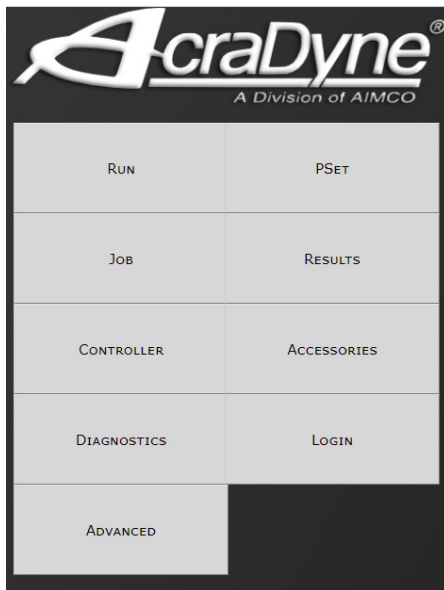 AcraDyne®
A Division of AIMCO
Run PSet
Job Results
Controller Accessories
Diagnostics Login
Advanced